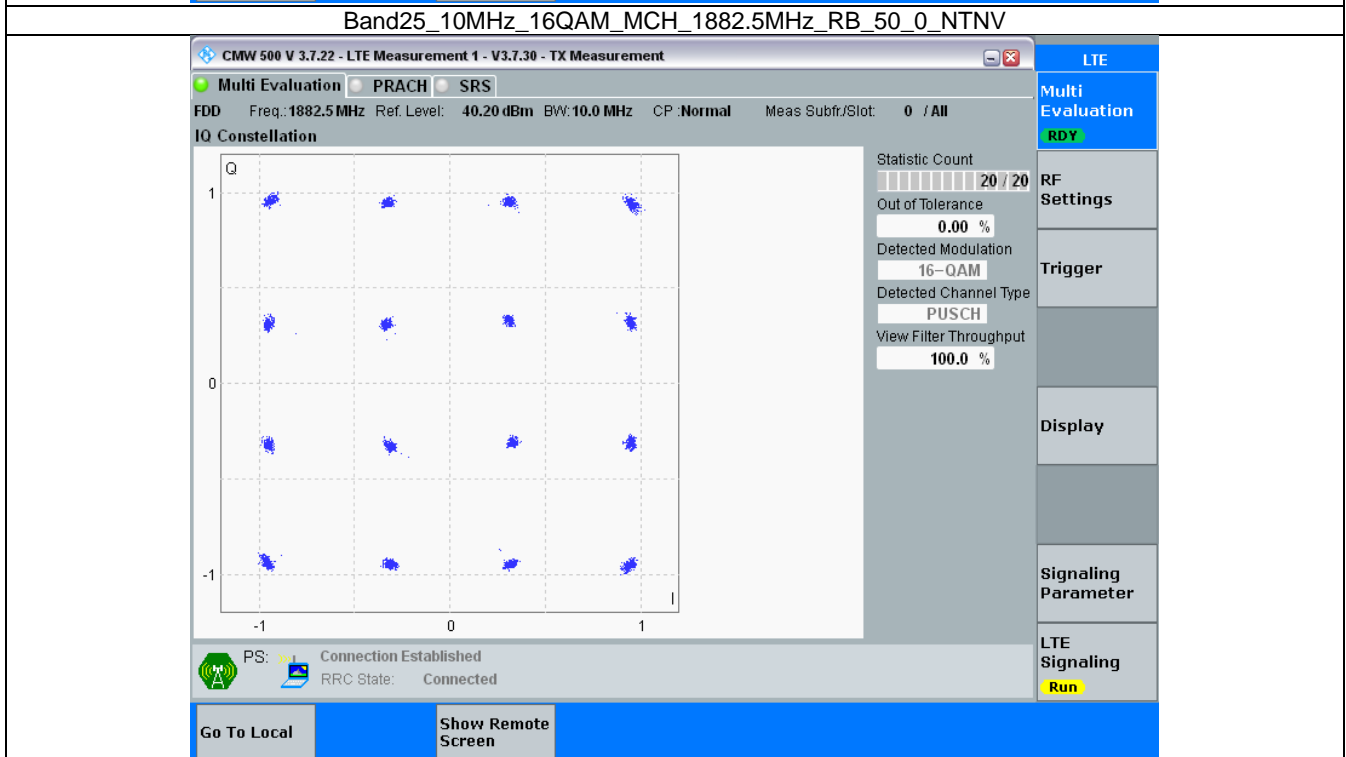 Band25_10MHz_16QAM_MCH_1882.5MHz_RB_50_0_NTNV
CMW 500 V 3.7.22 - LTE Measurement 1 - V3.7.30 - TX Measurement
LTE
Multi Evaluation PRACH SRS
Multi
Evaluation
RDY
FDD Freq.: 1882.5 MHz Ref. Level: 40.20 dBm BW: 10.0 MHz CP :Normal Meas Subfr./Slot: 0 / All
IQ Constellation
Q
1
0
-1
I
-1 0 1
Statistic Count
20 / 20
Out of Tolerance
0.00 %
Detected Modulation
16-QAM
Detected Channel Type
PUSCH
View Filter Throughput
100.0 %
RF
Settings
Trigger
Display
Signaling
Parameter
LTE
Signaling
Run
PS: Connection Established
RRC State: Connected
Go To Local
Show Remote
Screen